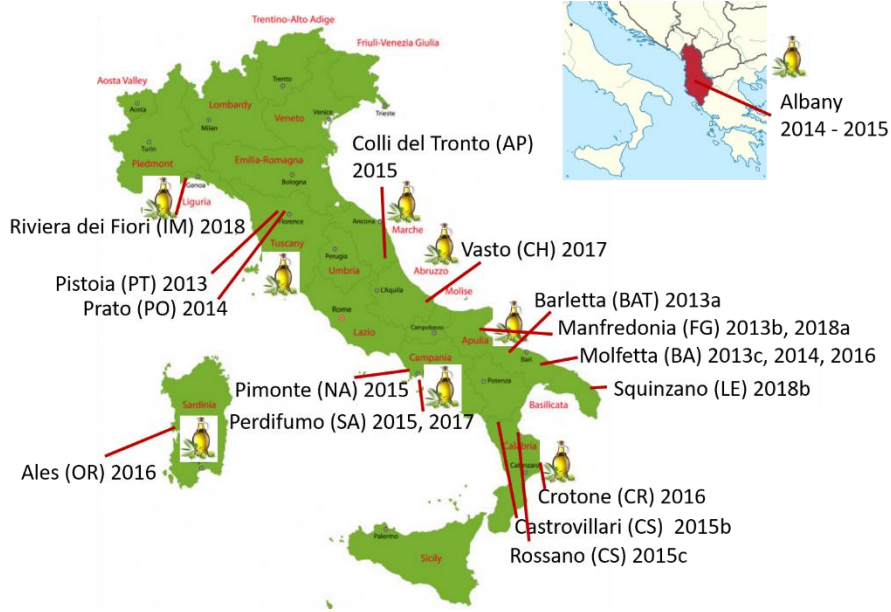 Trentino-Alto Adige
Friuli-Venezia Giulia
Aosta Valley
Trento
Aosta
Lombardy
Veneto
Venice
Trieste
Milan
Turin
Piedmont
Emilia-Romagna
Genoa
Bologna
Liguria
Riviera dei Fiori (IM) 2018
Florence
Tuscany
Pistoia (PT) 2013
Prato (PO) 2014
Colli del Tronto (AP)
2015
Ancona
Marche
Perugia
Umbria
Abruzzo
L'Aquila
Vasto (CH) 2017
Molise
Rome
Lazio
Campobasso
Apulia
Bari
Barletta (BAT) 2013a
Manfredonia (FG) 2013b, 2018a
Molfetta (BA) 2013c, 2014, 2016
Squinzano (LE) 2018b
Campania
Potenza
Basilicata
Pimonte (NA) 2015
Perdifumo (SA) 2015, 2017
Sardinia
Ales (OR) 2016
Calabria
Catanzaro
Crotone (CR) 2016
Castrovillari (CS) 2015b
Rossano (CS) 2015c
Palermo
Sicily
Albany
2014 - 2015